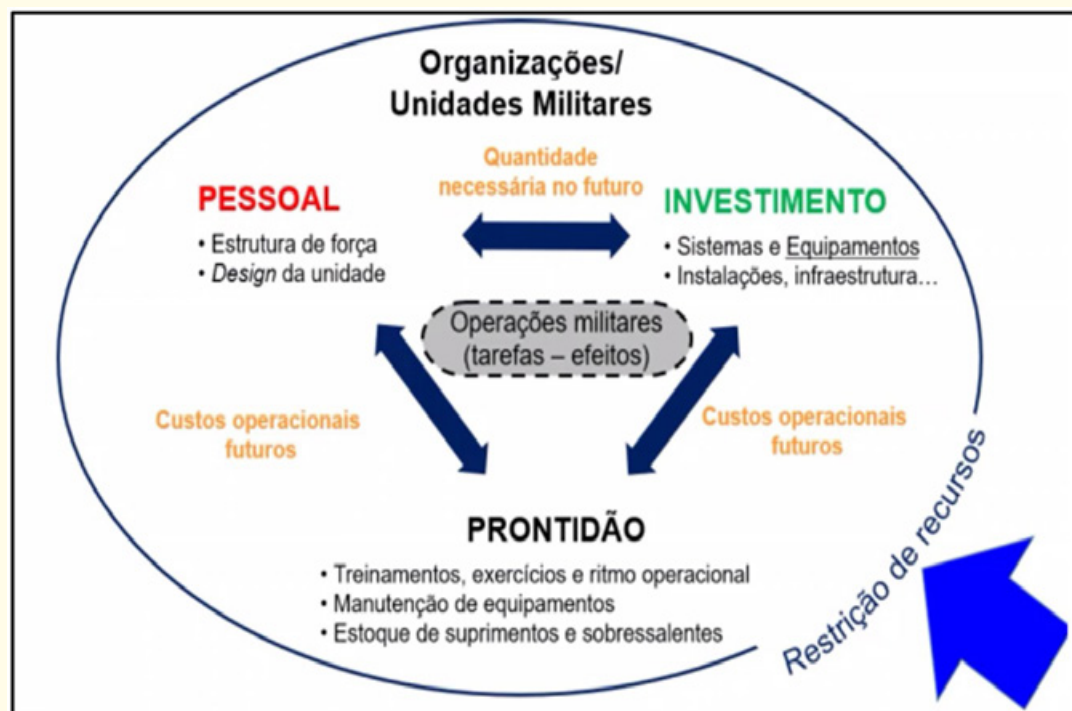 Organizações/
Unidades Militares
Quantidade
necessária no futuro
PESSOAL
• Estrutura de força
• Design da unidade
INVESTIMENTO
• Sistemas e Equipamentos
• Instalações, infraestrutura...
Operações militares
(tarefas – efeitos)
Custos operacionais
futuros
Custos operacionais
futuros
PRONTIDÃO
• Treinamentos, exercícios e ritmo operacional
• Manutenção de equipamentos
• Estoque de suprimentos e sobressalentes
Restrição de recursos